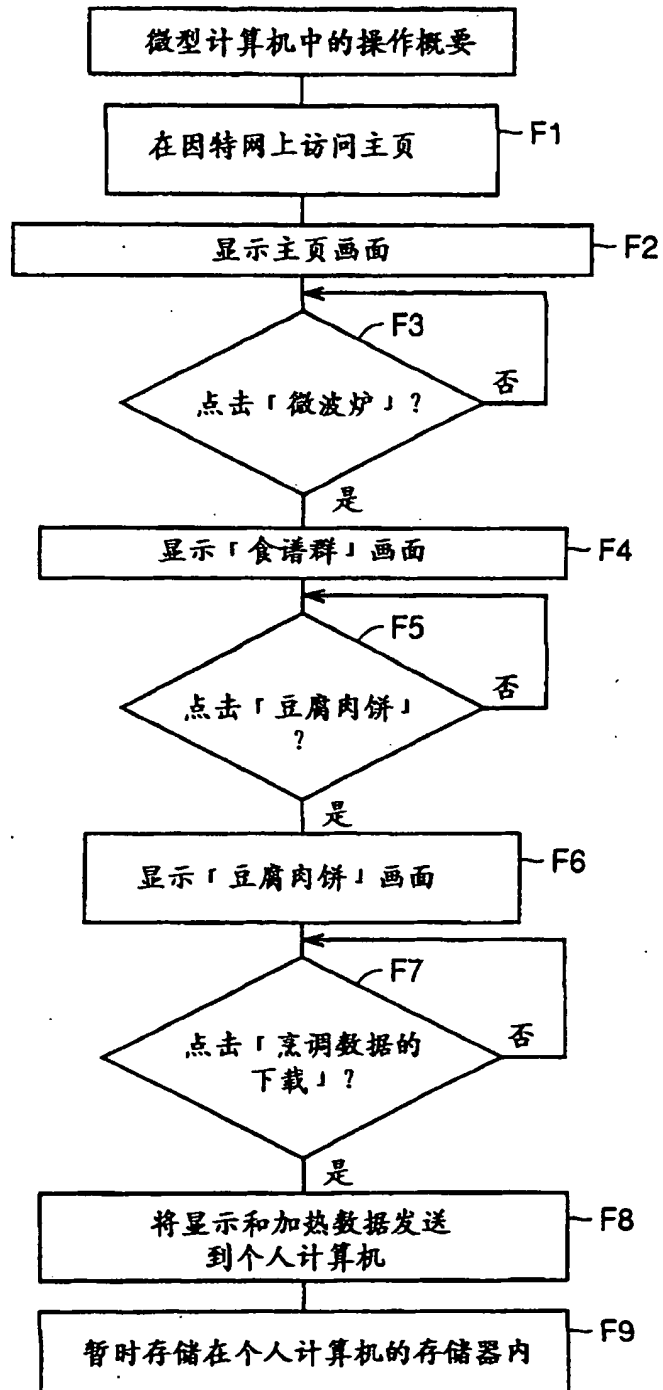 微型计算机中的操作概要
在因特网上访问主页
F1
显示主页画面
F2
F3
点击「微波炉」?
否
是
显示「食谱群」画面
F4
F5
点击「豆腐肉饼」
?
否
是
显示「豆腐肉饼」画面
F6
F7
点击「烹调数据的
下载」?
否
是
将显示和加热数据发送
到个人计算机
F8
暂时存储在个人计算机的存储器内
F9